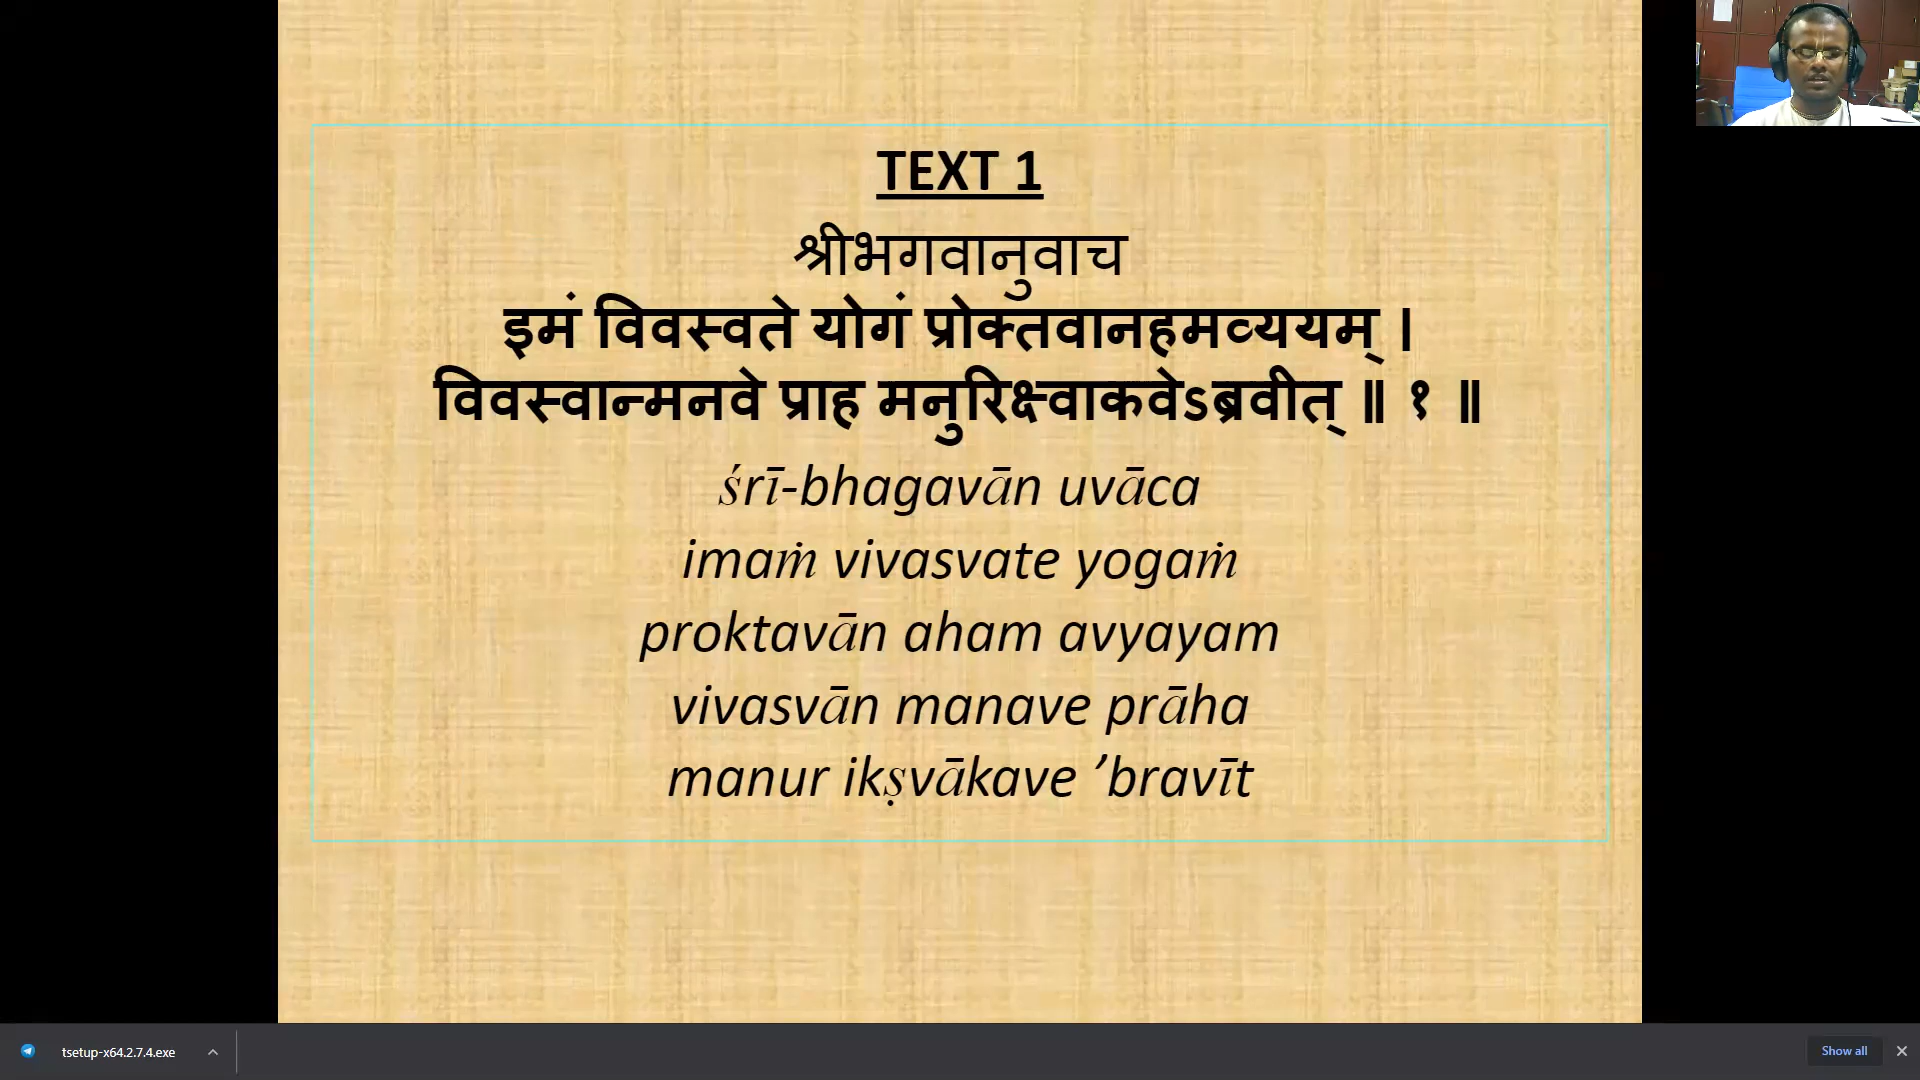 TEXT 1
श्रीभगवानुवाच
इमं विवस्वते योगं प्रोक्तवानहमव्ययम् ।
विवस्वान्मनवे प्राह मनुरिक्ष्वाकवेऽब्रवीत् ॥ १ ॥
śrī-bhagavān uvāca
imaṁ vivasvate yogaṁ
proktavān aham avyayam
vivasvān manave prāha
manur ikṣvākave ’bravīt
tsetup-x64.2.7.4.exe
Show all